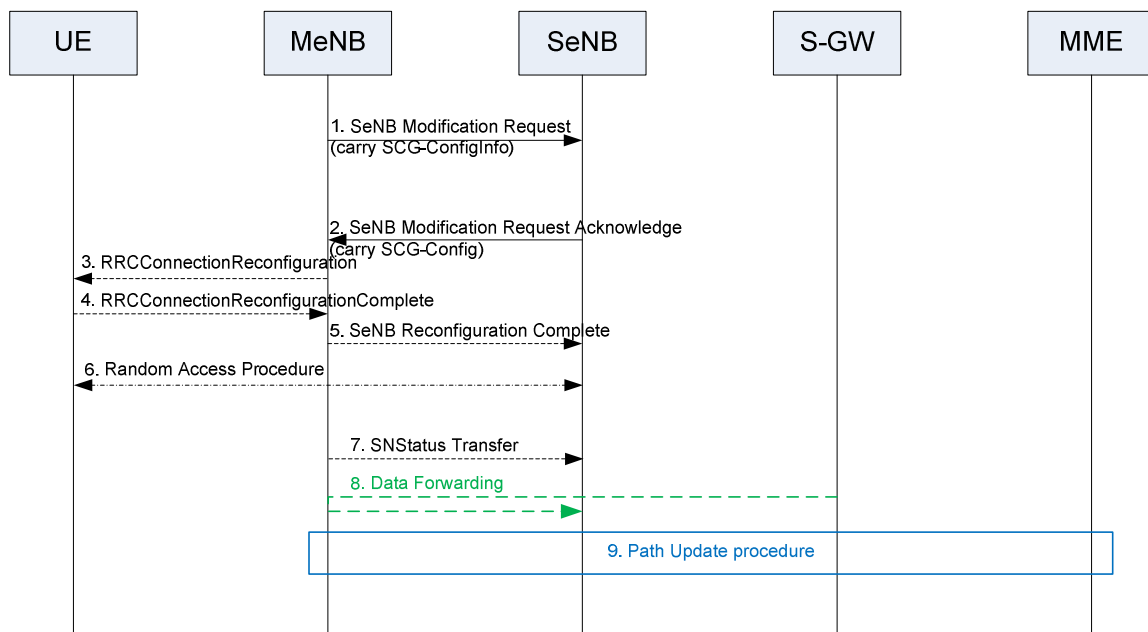 UE
MeNB
SeNB
S-GW
MME
1. SeNB Modification Request
(carry SCG-ConfigInfo)
2. SeNB Modification Request Acknowledge
(carry SCG-Config)
3. RRCConnectionReconfiguration
4. RRCConnectionReconfigurationComplete
5. SeNB Reconfiguration Complete
6. Random Access Procedure
7. SNStatus Transfer
8. Data Forwarding
9. Path Update procedure